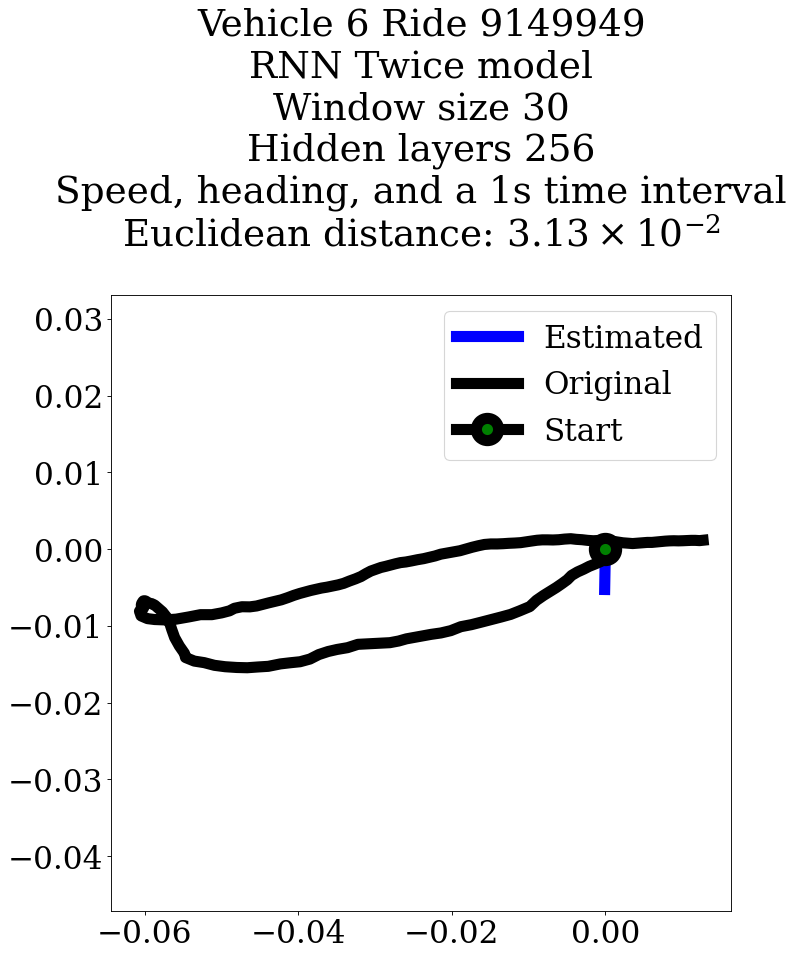 Vehicle 6 Ride 9149949
RNN Twice model
Window size 30
Hidden layers 256
Speed, heading, and a 1s time interval
Euclidean distance: 3.13 × 10⁻²
Estimated
Original
Start
0.03
0.02
0.01
0.00
−0.01
−0.02
−0.03
−0.04
−0.06 −0.04 −0.02 0.00